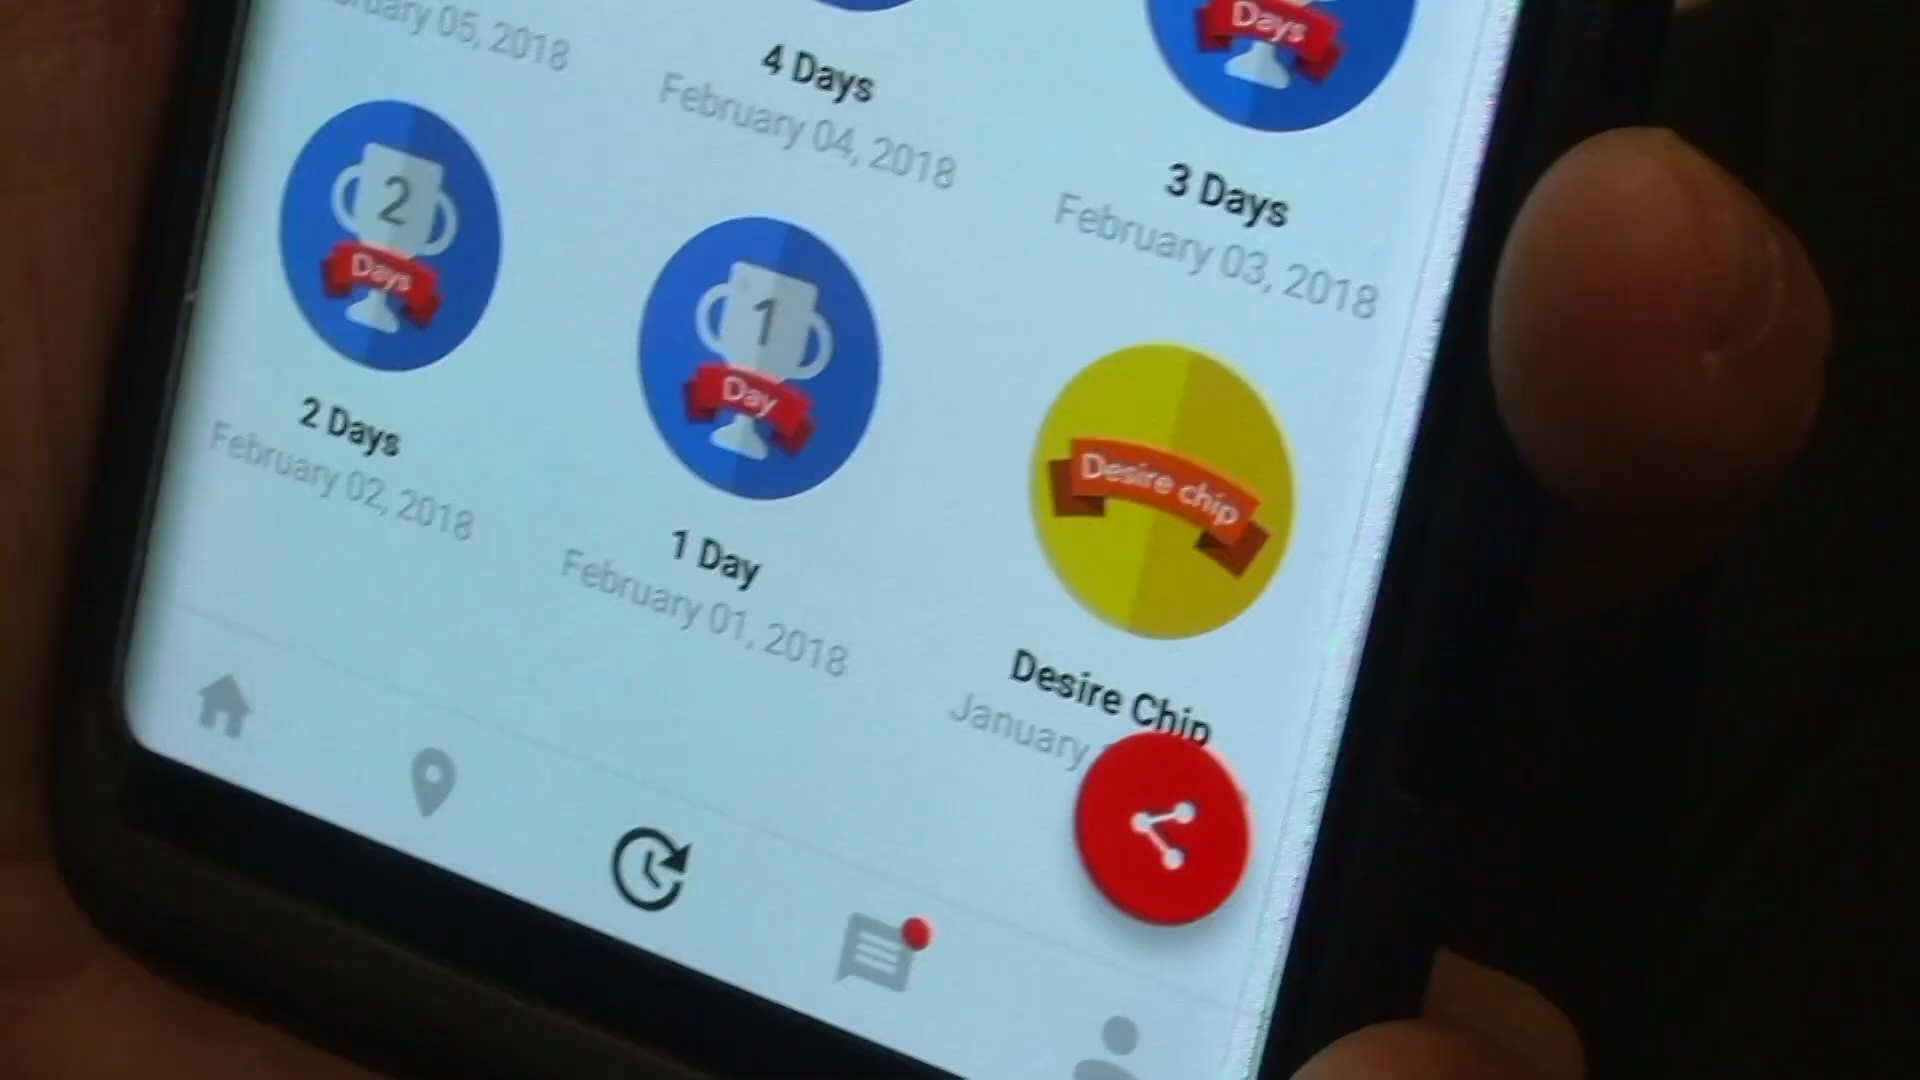 05, 2018
4 Days
February 04, 2018
Days
3 Days
February 03, 2018
2
Days
2 Days
February 02, 2018
1
Day
1 Day
February 01, 2018
Desire chip
Desire Chip
January